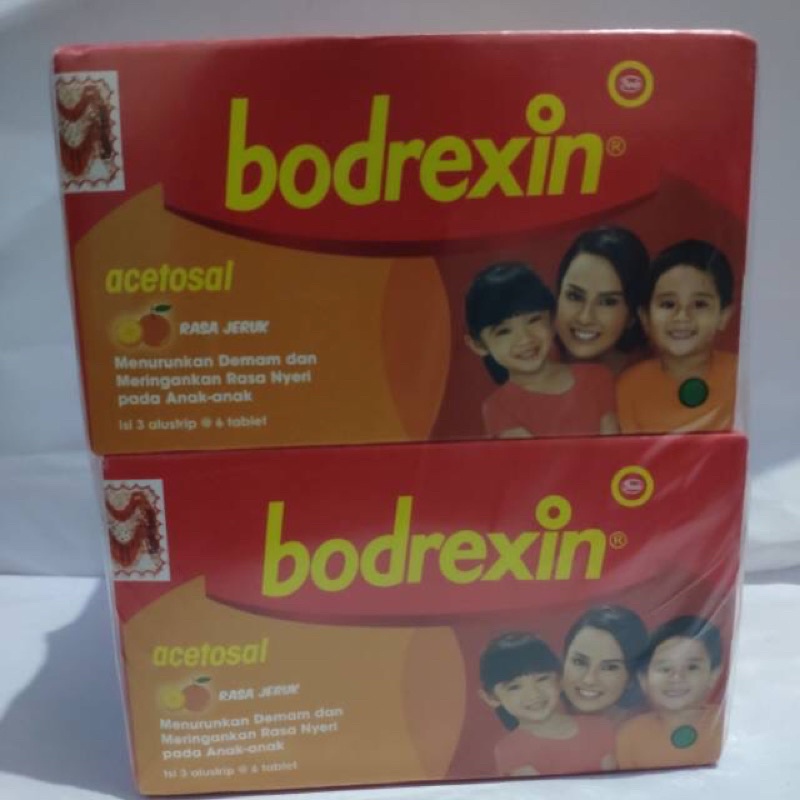 bodrexin®
acetosal
RASA JERUK
Menurunkan Demam dan
Meringankan Rasa Nyeri
pada Anak-anak
Isi 3 alustrip @ 6 tablet
bodrexin®
acetosal
RASA JERUK
Menurunkan Demam dan
Meringankan Rasa Nyeri
pada Anak-anak
Isi 3 alustrip @ 6 tablet